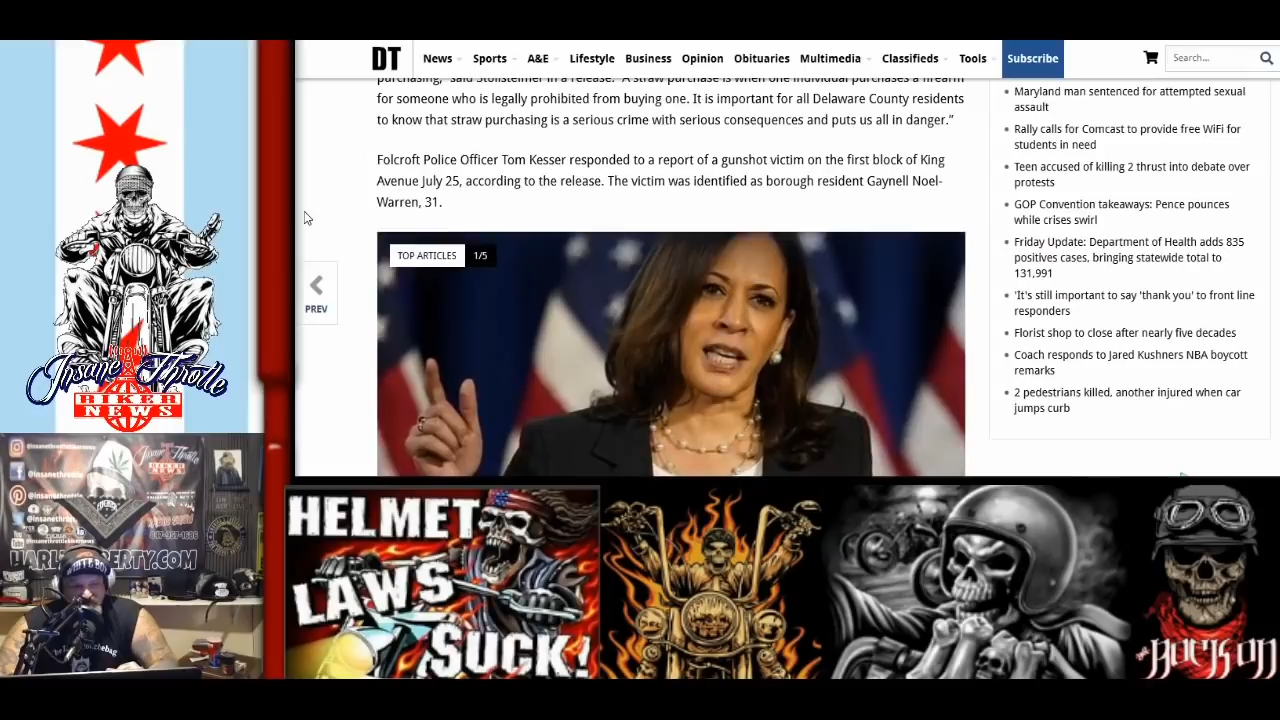 DT
News
Sports
A&E
Lifestyle
Business
Opinion
Obituaries
Multimedia
Classifieds
Tools
Subscribe
Search...
purchasing," said Stollsteimer in a release. "A straw purchase is when one individual purchases a firearm
for someone who is legally prohibited from buying one. It is important for all Delaware County residents
to know that straw purchasing is a serious crime with serious consequences and puts us all in danger."
Folcroft Police Officer Tom Kesser responded to a report of a gunshot victim on the first block of King
Avenue July 25, according to the release. The victim was identified as borough resident Gaynell Noel-
Warren, 31.
TOP ARTICLES
1/5
PREV
Maryland man sentenced for attempted sexual
assault
Rally calls for Comcast to provide free WiFi for
students in need
Teen accused of killing 2 thrust into debate over
protests
GOP Convention takeaways: Pence pounces
while crises swirl
Friday Update: Department of Health adds 835
positives cases, bringing statewide total to
131,991
'It's still important to say 'thank you' to front line
responders
Florist shop to close after nearly five decades
Coach responds to Jared Kushners NBA boycott
remarks
2 pedestrians killed, another injured when car
jumps curb
Insane Throttle
BIKER
NEWS
@insanethrottle
@insanethrottle
HELMET
LAWS
SUCK!